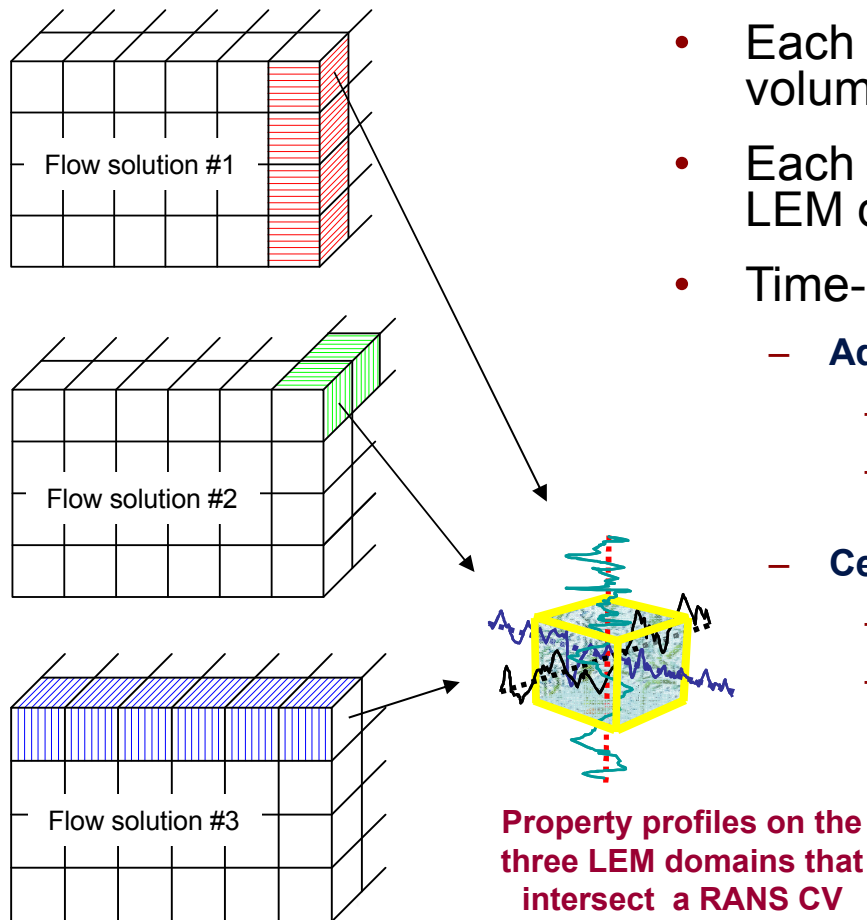 Flow solution #1
Flow solution #2
Flow solution #3
• Each
volum
• Each
LEM
• Time-
– Ac
-
-
– Ce
-
-
Property profiles on the
three LEM domains that
intersect a RANS CV